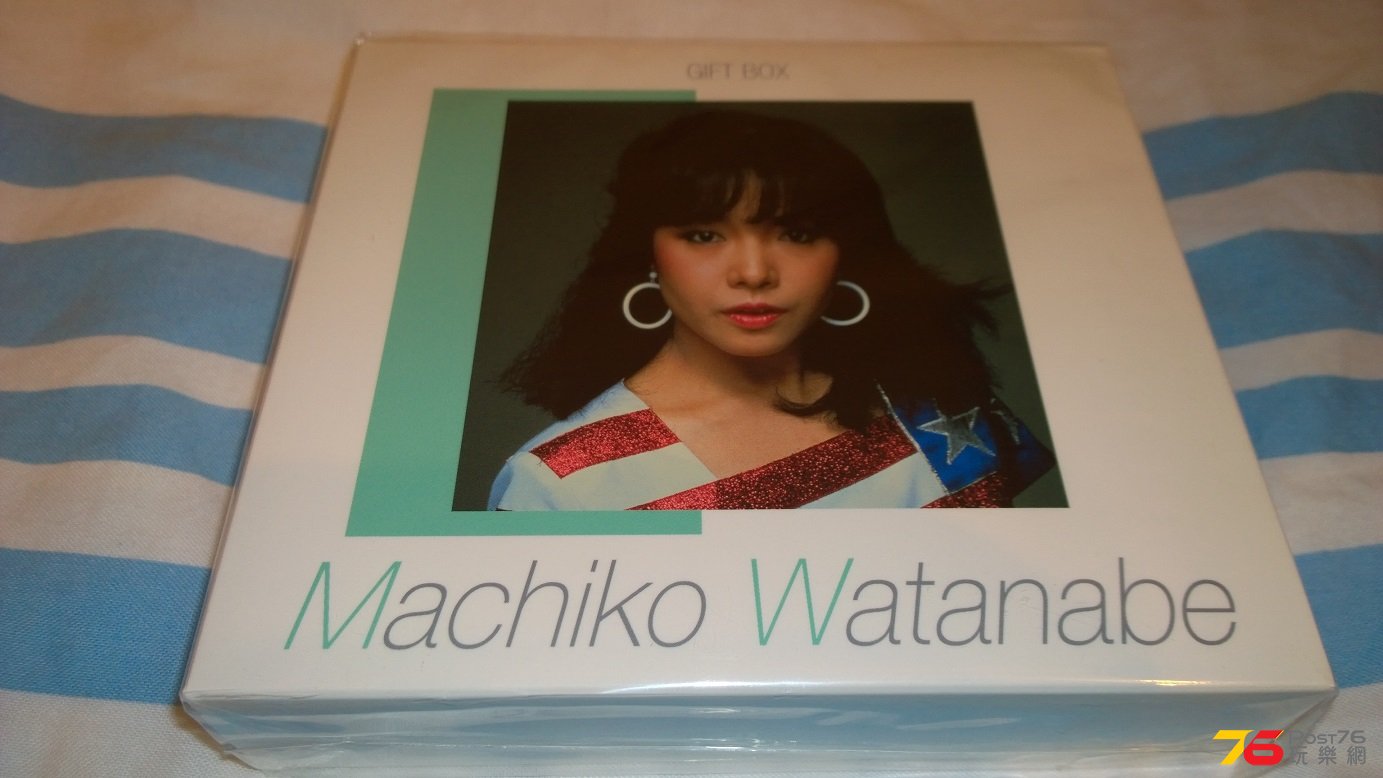 GIFT BOX
Machiko Watanabe
76 POST76
玩樂網